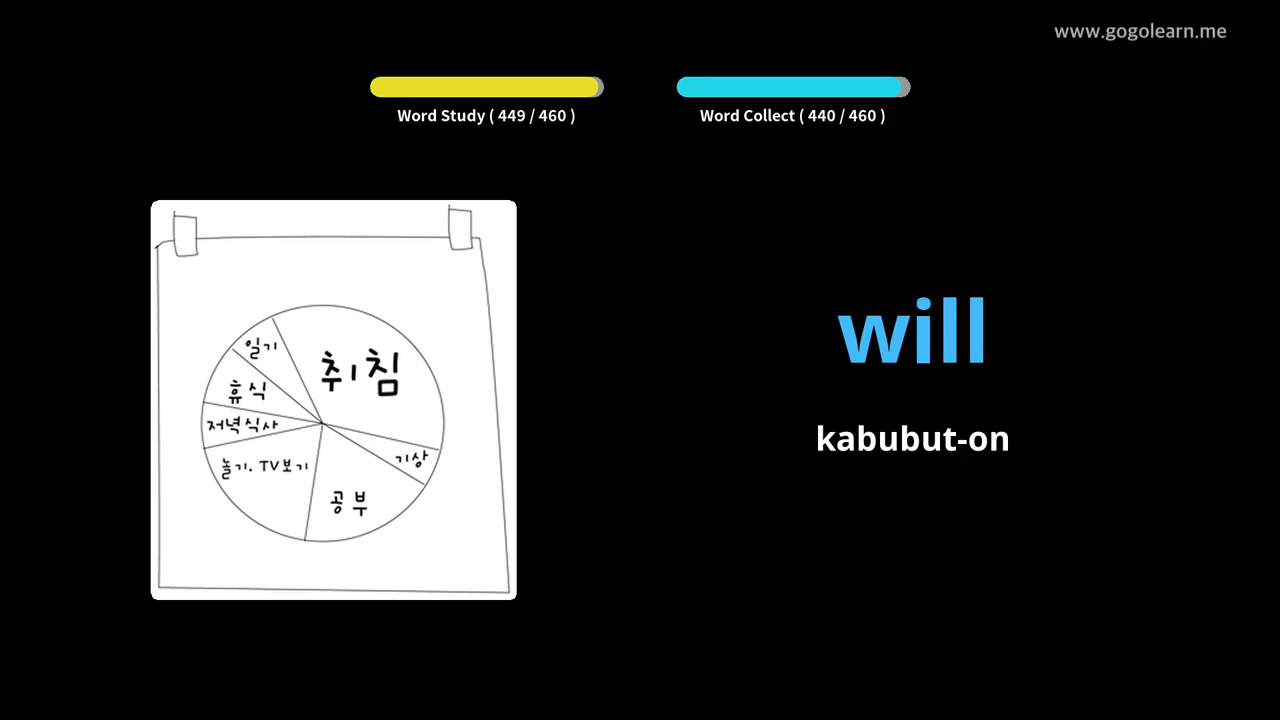 www.gogolearn.me
Word Study ( 449 / 460 )
Word Collect ( 440 / 460 )
일기
취침
휴식
저녁식사
놀기. TV보기
기상
공부
will
kabubut-on